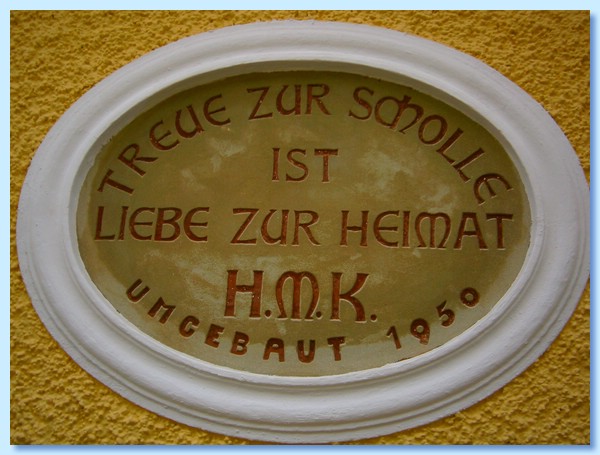 TREUE ZUR SCHOLLE
IST
LIEBE ZUR HEIMAT
H.M.K.
UMGEBAUT 1950